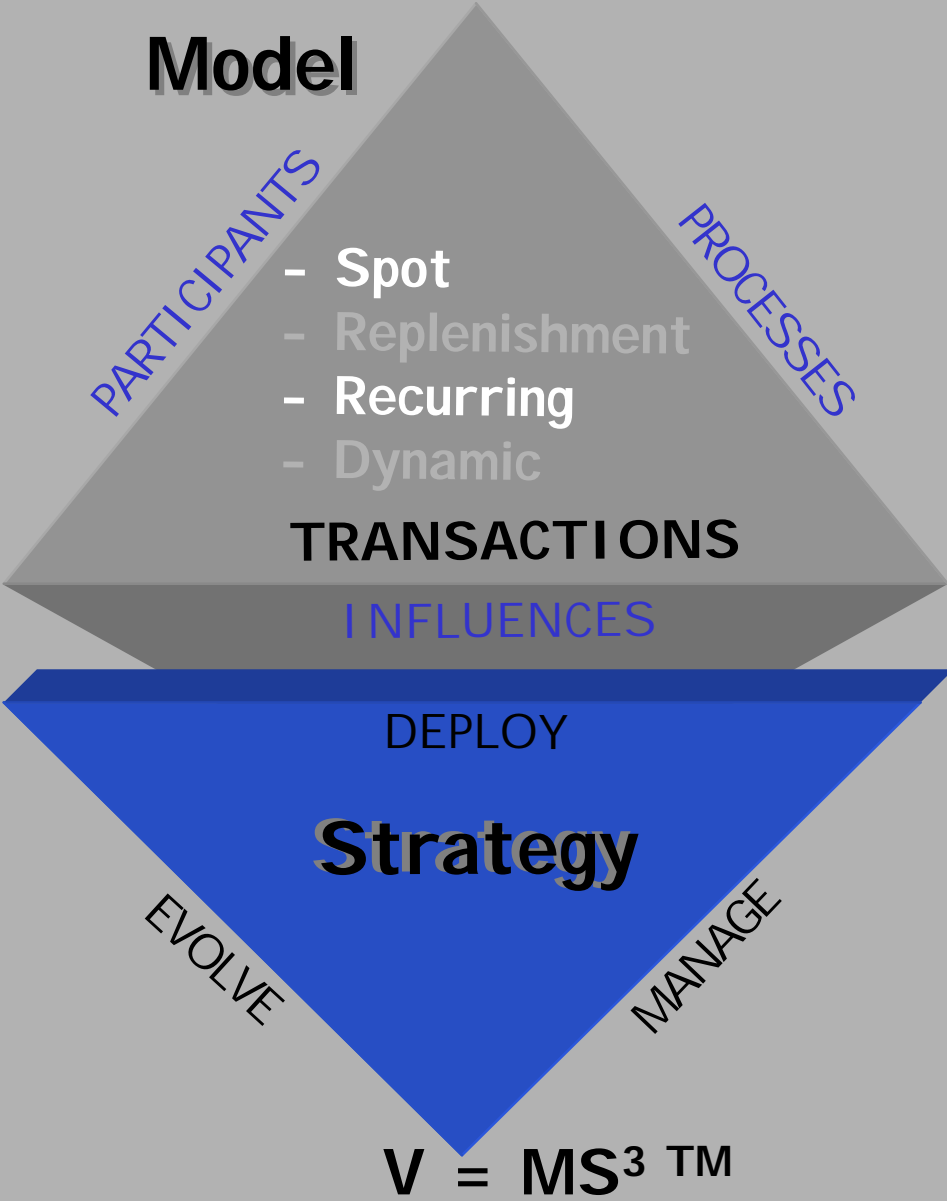 Model
PARTICIPANTS
PROCESSES
- Spot
- Replenishment
- Recurring
- Dynamic
TRANSACTIONS
INFLUENCES
DEPLOY
Strategy
EVOLVE
MANAGE
V = MS³ ™